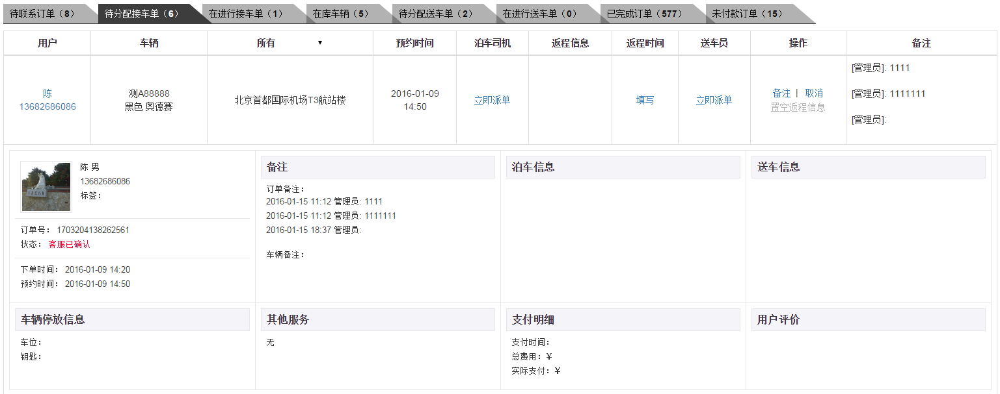 待联系订单（8） 待分配接车单（6） 在进行接车单（1） 在库车辆（5） 待分配送车单（2） 在进行送车单（0） 已完成订单（577） 未付款订单（15）
用户 车辆 所有 ▼ 预约时间 泊车司机 返程信息 返程时间 送车员 操作 备注
陈
13682686086
测A88888
黑色 奥德赛
北京首都国际机场T3航站楼
2016-01-09
14:50
立即派单
填写
立即派单
备注 | 取消
置空返程信息
[管理员]: 1111
[管理员]: 1111111
[管理员]:
陈 男
13682686086
标签：
订单号： 1703204138262561
状态： 客服已确认
下单时间： 2016-01-09 14:20
预约时间： 2016-01-09 14:50
备注
订单备注：
2016-01-15 11:12 管理员: 1111
2016-01-15 11:12 管理员: 1111111
2016-01-15 18:37 管理员:
车辆备注：
泊车信息
送车信息
车辆停放信息
车位：
钥匙：
其他服务
无
支付明细
支付时间：
总费用：￥
实际支付：￥
用户评价